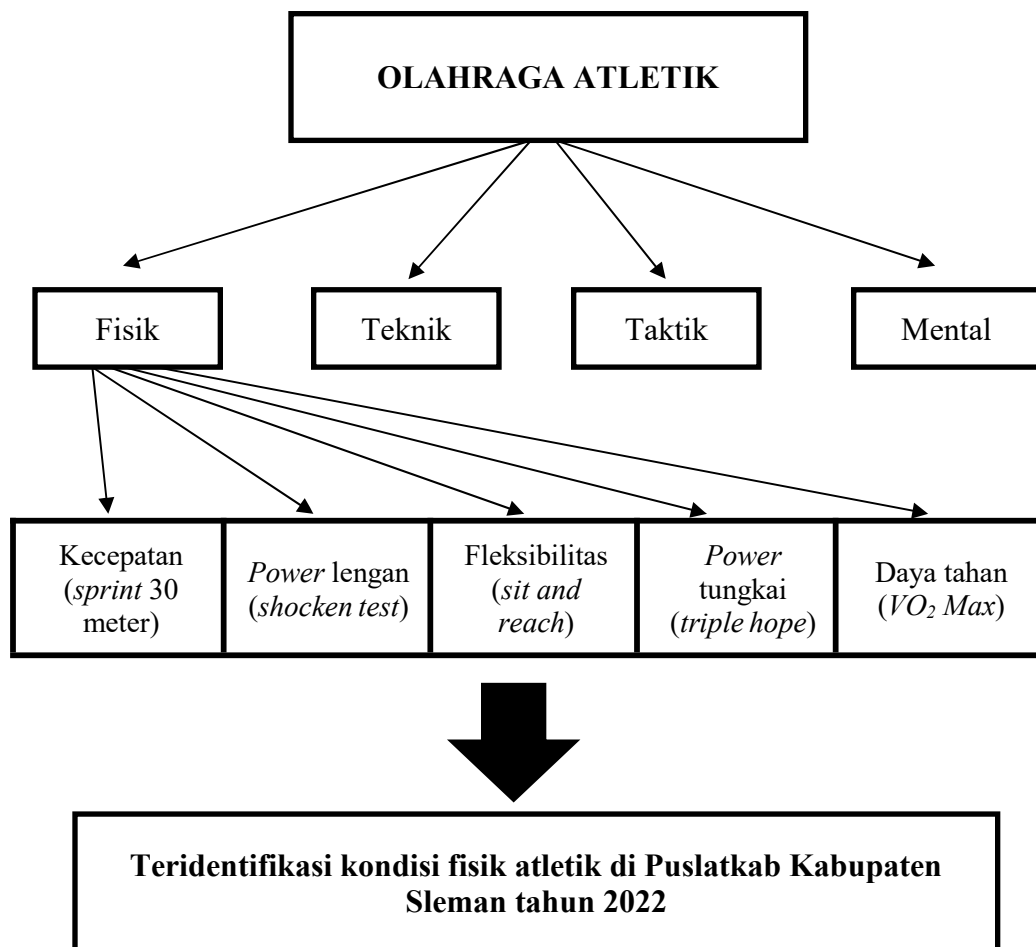 OLAHRAGA ATLETIK
Fisik
Teknik
Taktik
Mental
Kecepatan
(sprint 30
meter)
Power lengan
(shocken test)
Fleksibilitas
(sit and
reach)
Power
tungkai
(triple hope)
Daya tahan
(VO₂ Max)
Teridentifikasi kondisi fisik atletik di Puslatkab Kabupaten
Sleman tahun 2022